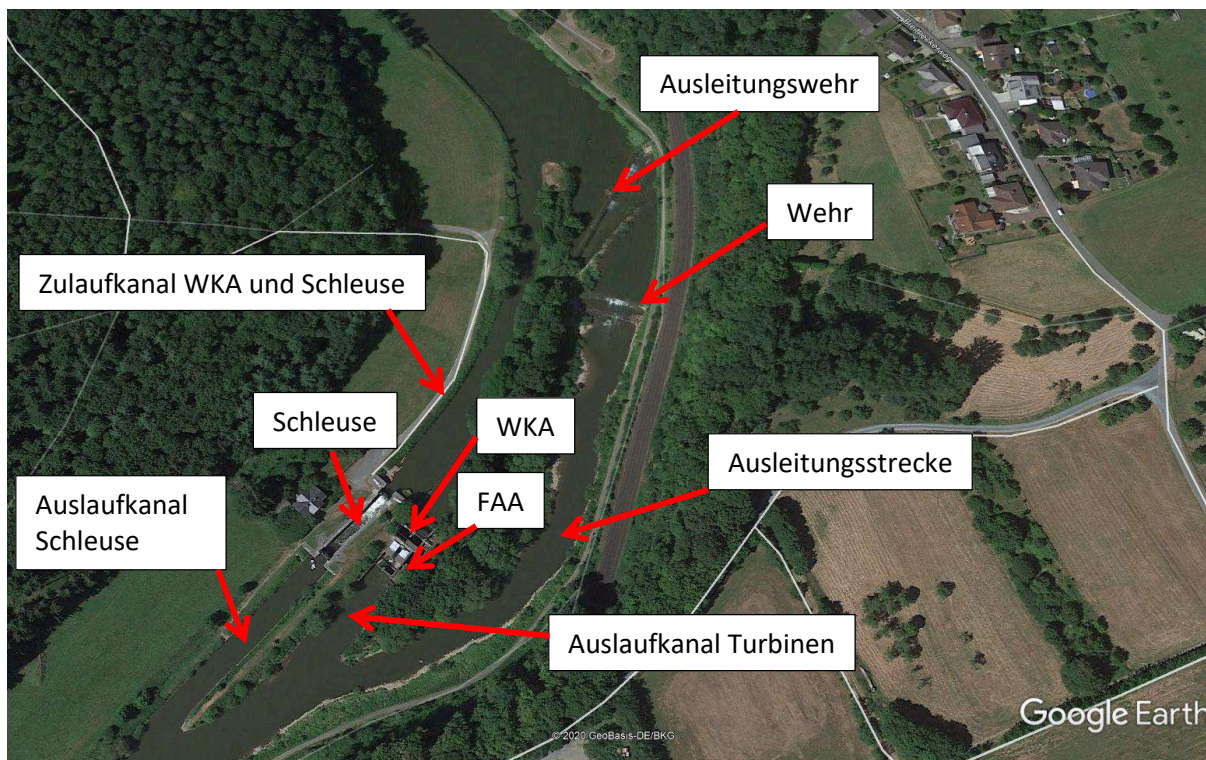 Ausleitungswehr
Wehr
Zulaufkanal WKA und Schleuse
Schleuse
WKA
Ausleitungsstrecke
FAA
Auslaufkanal
Schleuse
Auslaufkanal Turbinen
Google Earth
© 2020 GeoBasis-DE/BKG